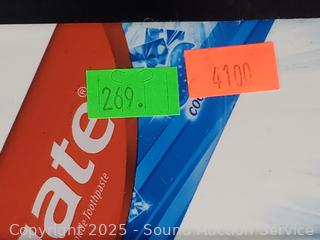 269.
4100
ate®
Toothpaste
© Copyright 2025 - Sound Auction Service